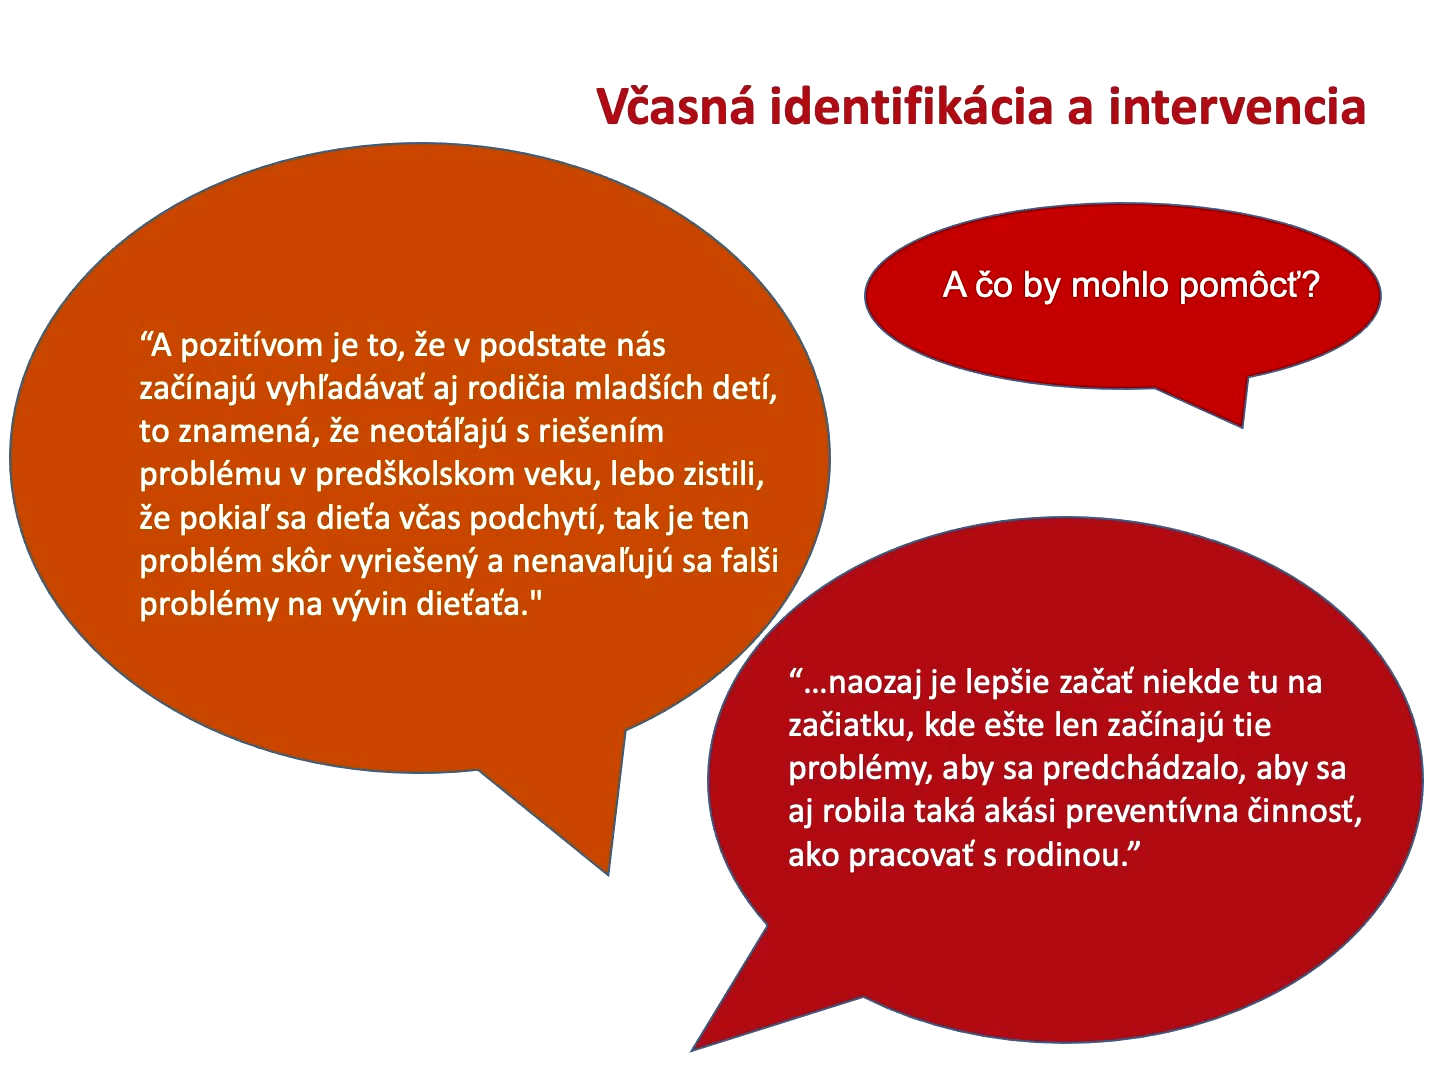 Včasná identifikácia a intervencia
A čo by mohlo pomôcť?
“A pozitívom je to, že v podstate nás
začínajú vyhľadávať aj rodičia mladších detí,
to znamená, že neotáľajú s riešením
problému v predškolskom veku, lebo zistili,
že pokiaľ sa dieťa včas podchytí, tak je ten
problém skôr vyriešený a nenavaľujú sa ďalši
problémy na vývin dieťaťa."
“…naozaj je lepšie začať niekde tu na
začiatku, kde ešte len začínajú tie
problémy, aby sa predchádzalo, aby sa
aj robila taká akási preventívna činnosť,
ako pracovať s rodinou.”